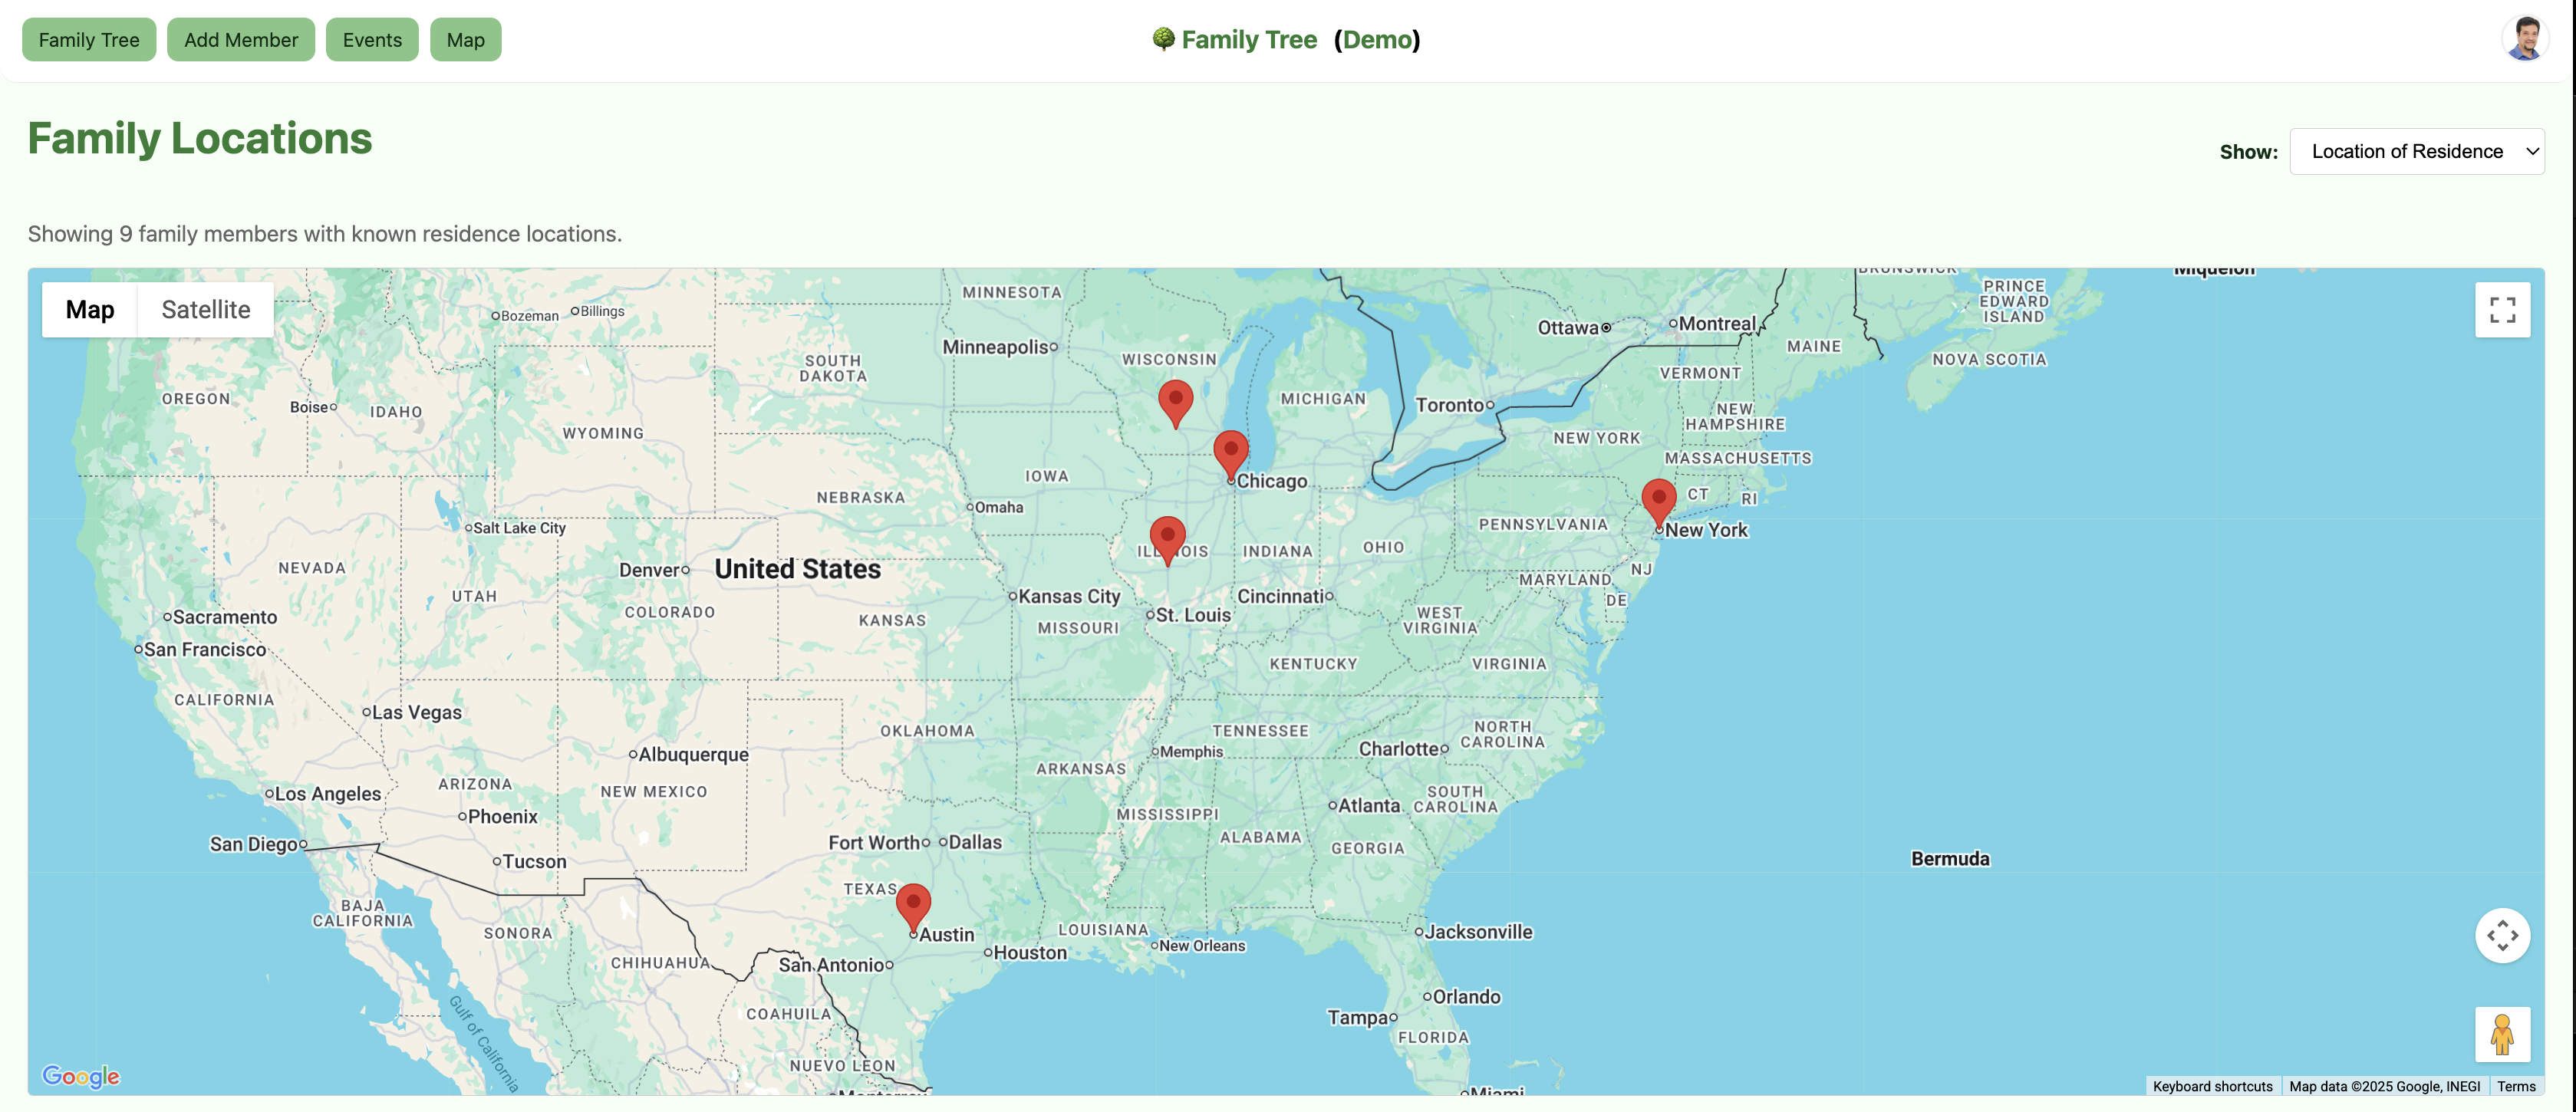 Family Tree
Add Member
Events
Map
Family Tree (Demo)
Family Locations
Show:
Location of Residence
Showing 9 family members with known residence locations.
Map
Satellite
MINNESOTA
Bozeman
Billings
Miquelon
BRUNSWICK
PRINCE
EDWARD
ISLAND
Ottawa
Montreal
Minneapolis
WISCONSIN
MAINE
NOVA SCOTIA
SOUTH
DAKOTA
VERMONT
OREGON
Boise
IDAHO
MICHIGAN
Toronto
NEW
HAMPSHIRE
WYOMING
NEW YORK
MASSACHUSETTS
IOWA
Chicago
NEBRASKA
Omaha
CT
RI
Salt Lake City
PENNSYLVANIA
New York
NEVADA
Denver
United States
ILLINOIS
INDIANA
OHIO
NJ
MARYLAND
UTAH
Kansas City
Cincinnati
DE
COLORADO
Sacramento
KANSAS
MISSOURI
St. Louis
WEST
VIRGINIA
San Francisco
KENTUCKY
VIRGINIA
CALIFORNIA
Las Vegas
OKLAHOMA
TENNESSEE
NORTH
CAROLINA
Albuquerque
Memphis
Charlotte
ARKANSAS
Los Angeles
ARIZONA
NEW MEXICO
SOUTH
CAROLINA
Phoenix
MISSISSIPPI
Atlanta
San Diego
Fort Worth
Dallas
ALABAMA
GEORGIA
Tucson
Bermuda
TEXAS
BAJA
CALIFORNIA
SONORA
Austin
LOUISIANA
Jacksonville
New Orleans
Houston
CHIHUAHUA
San Antonio
Orlando
Gulf of California
COAHUILA
Tampa
FLORIDA
NUEVO LEON
Google
Monterrey
Miami
Keyboard shortcuts
Map data ©2025 Google, INEGI
Terms